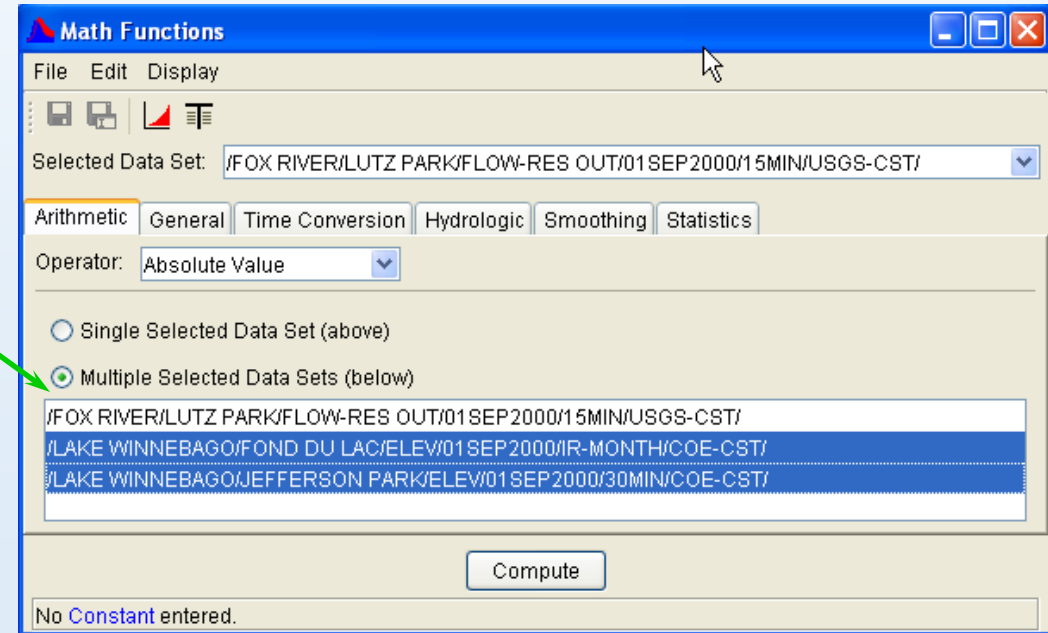 Math Functions
File Edit Display
Selected Data Set: /FOX RIVER/LUTZ PARK/FLOW-RES OUT/01SEP2000/15MIN/USGS-CST/
Arithmetic General Time Conversion Hydrologic Smoothing Statistics
Operator: Absolute Value
Single Selected Data Set (above)
Multiple Selected Data Sets (below)
/FOX RIVER/LUTZ PARK/FLOW-RES OUT/01SEP2000/15MIN/USGS-CST/
/LAKE WINNEBAGO/FOND DU LAC/ELEV/01SEP2000/IR-MONTH/COE-CST/
/LAKE WINNEBAGO/JEFFERSON PARK/ELEV/01SEP2000/30MIN/COE-CST/
Compute
No Constant entered.